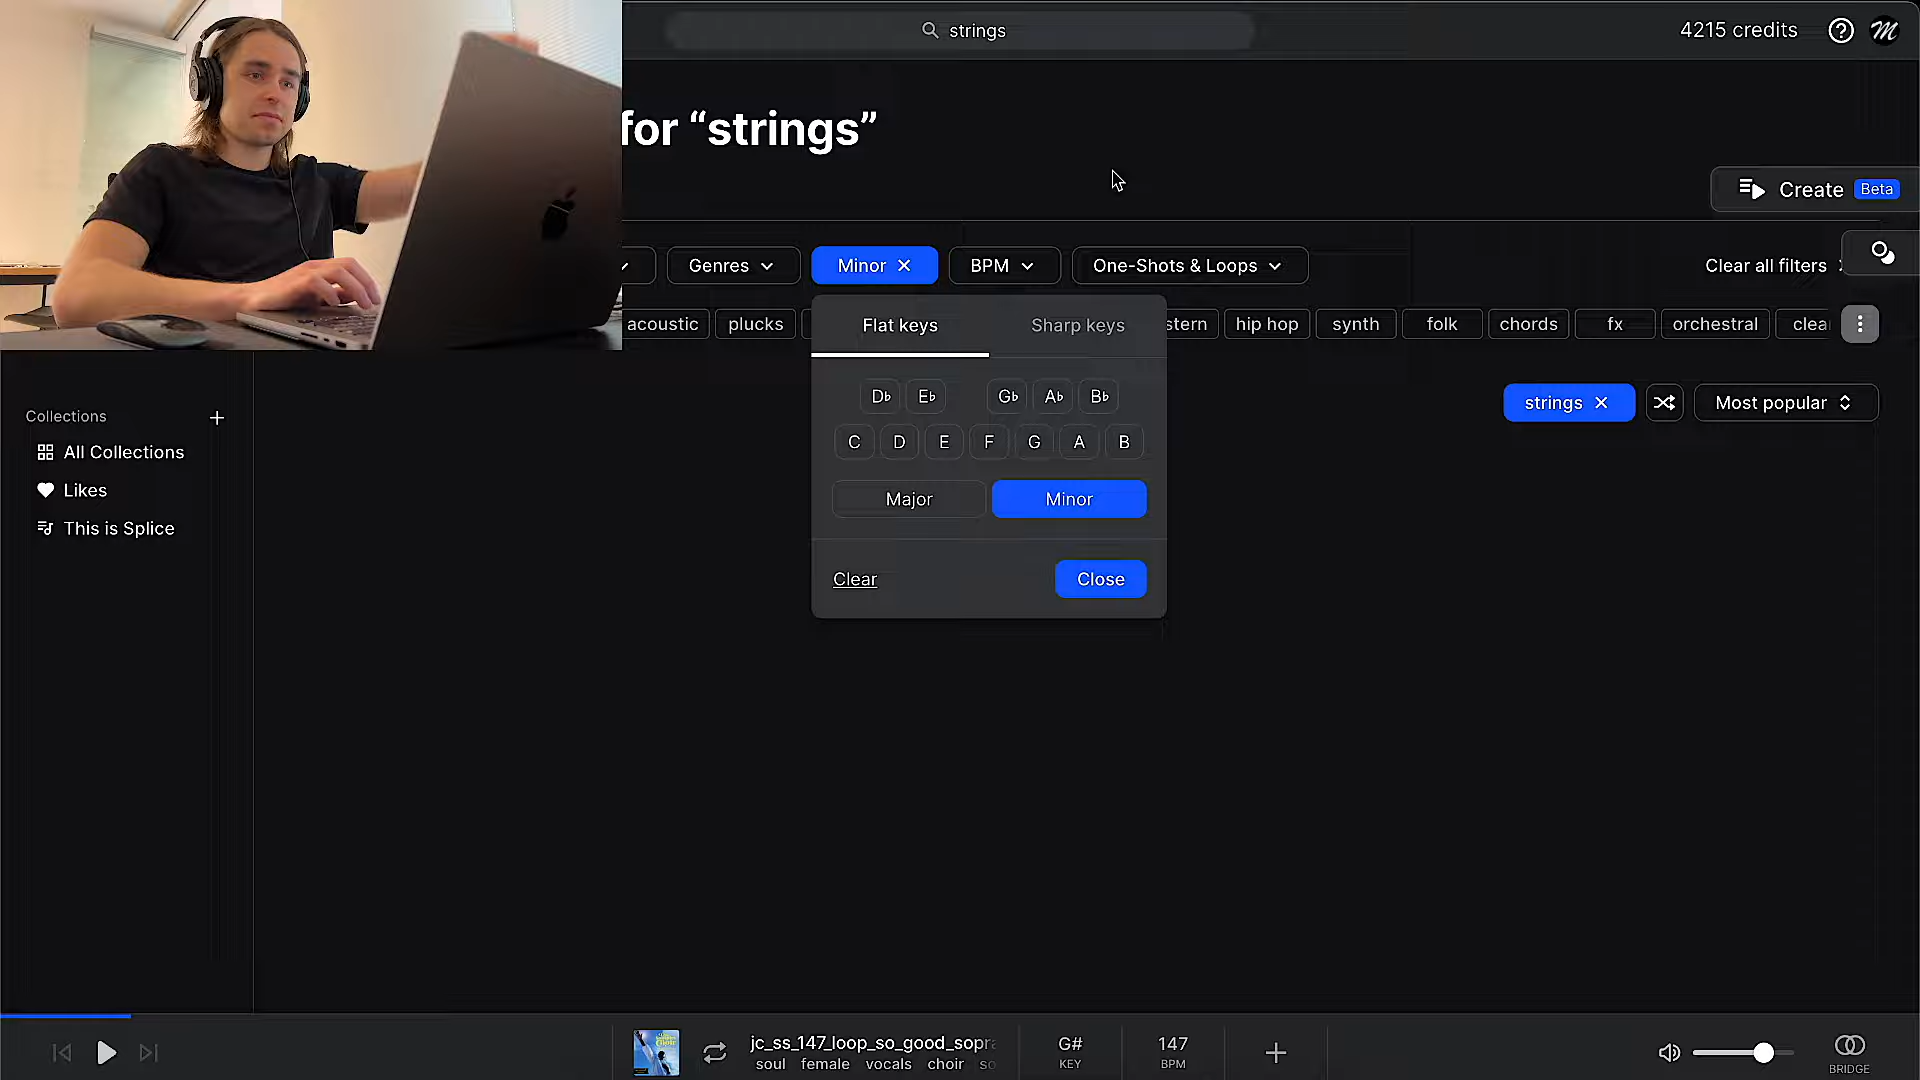 strings
4215 credits
for “strings”
Create Beta
Genres
Minor
BPM
One-Shots & Loops
Clear all filters
acoustic
plucks
hip hop
synth
folk
chords
fx
orchestral
Flat keys
Sharp keys
D♭ E♭ G♭ A♭ B♭
C D E F G A B
Major
Minor
Clear
Close
strings
Most popular
Collections
All Collections
Likes
This is Splice
jc_ss_147_loop_so_good_sopr
soul female vocals choir
G#
KEY
147
BPM
BRIDGE